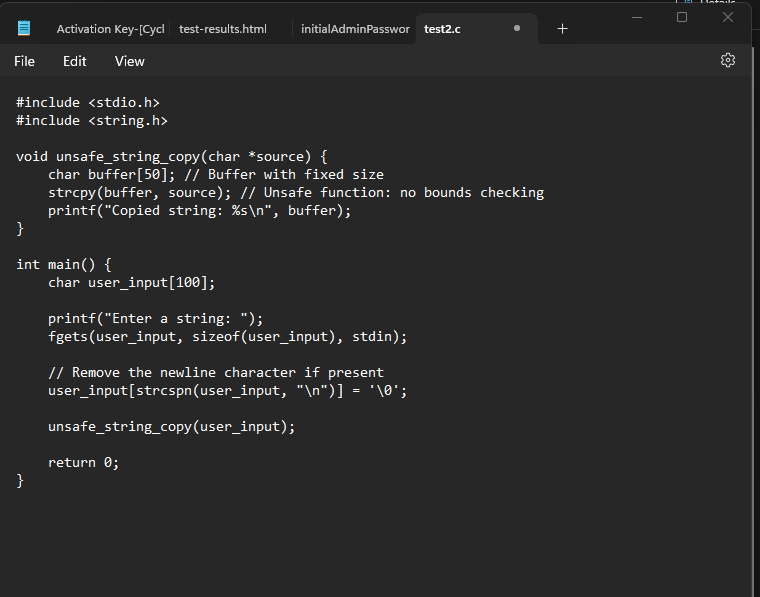 Details
Activation Key-[Cycl
test-results.html
initialAdminPasswor
test2.c
File
Edit
View
#include <stdio.h>
#include <string.h>
void unsafe_string_copy(char *source) {
    char buffer[50]; // Buffer with fixed size
    strcpy(buffer, source); // Unsafe function: no bounds checking
    printf("Copied string: %s\n", buffer);
}
int main() {
    char user_input[100];
    printf("Enter a string: ");
    fgets(user_input, sizeof(user_input), stdin);
    // Remove the newline character if present
    user_input[strcspn(user_input, "\n")] = '\0';
    unsafe_string_copy(user_input);
    return 0;
}